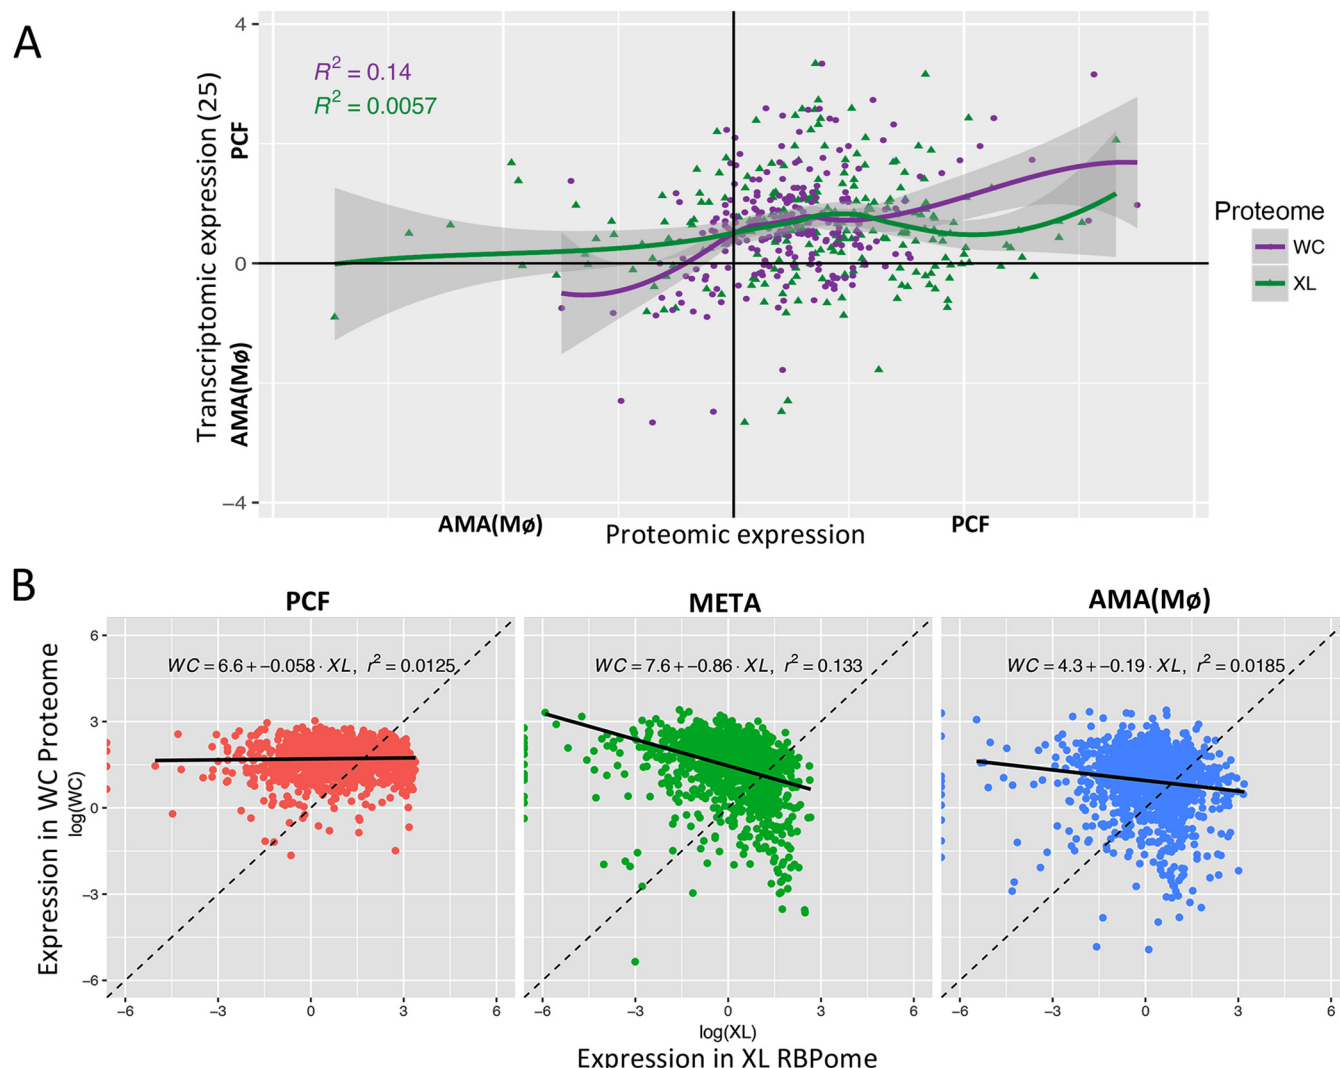 A
4
0
−4
Transcriptomic expression (25)
PCF
AMA(Mø)
R² = 0.14
R² = 0.0057
AMA(Mø)
Proteomic expression
PCF
Proteome
WC
XL
B
PCF
META
AMA(Mø)
Expression in WC Proteome
log(WC)
6
3
0
−3
−6
WC = 6.6 + −0.058 · XL, r² = 0.0125
WC = 7.6 + −0.86 · XL, r² = 0.133
WC = 4.3 + −0.19 · XL, r² = 0.0185
−6 −3 0 3 6
−6 −3 0 3 6
−6 −3 0 3 6
log(XL)
Expression in XL RBPome